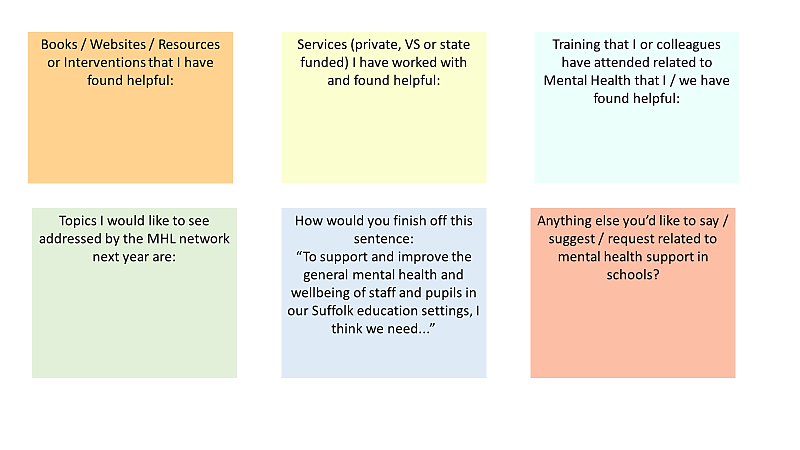 Books / Websites / Resources
or Interventions that I have
found helpful:
Services (private, VS or state
funded) I have worked with
and found helpful:
Training that I or colleagues
have attended related to
Mental Health that I / we have
found helpful:
Topics I would like to see
addressed by the MHL network
next year are:
How would you finish off this
sentence:
“To support and improve the
general mental health and
wellbeing of staff and pupils in
our Suffolk education settings, I
think we need...”
Anything else you’d like to say /
suggest / request related to
mental health support in
schools?